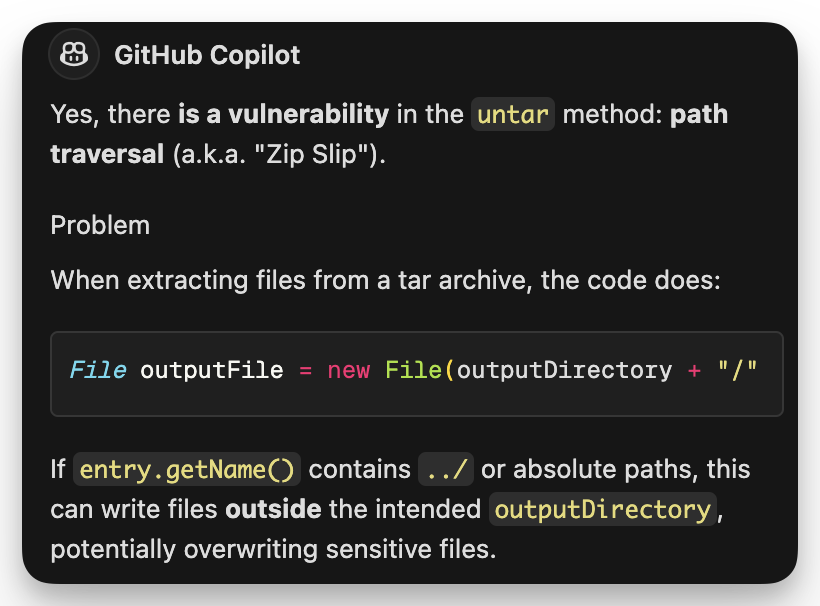 GitHub Copilot
Yes, there is a vulnerability in the untar method: path
traversal (a.k.a. "Zip Slip").
Problem
When extracting files from a tar archive, the code does:
File outputFile = new File(outputDirectory + "/"
If entry.getName() contains ../ or absolute paths, this
can write files outside the intended outputDirectory,
potentially overwriting sensitive files.